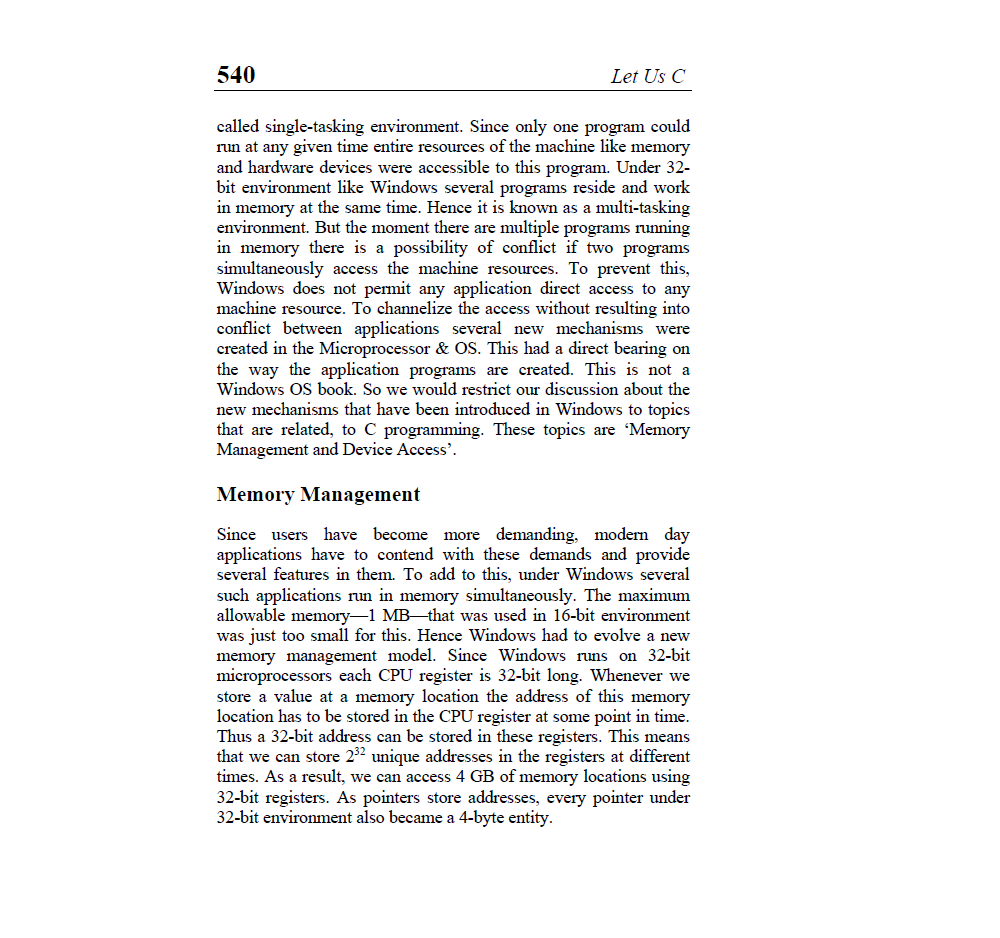 540 Let Us C
called single-tasking environment. Since only one program could
run at any given time entire resources of the machine like memory
and hardware devices were accessible to this program. Under 32-
bit environment like Windows several programs reside and work
in memory at the same time. Hence it is known as a multi-tasking
environment. But the moment there are multiple programs running
in memory there is a possibility of conflict if two programs
simultaneously access the machine resources. To prevent this,
Windows does not permit any application direct access to any
machine resource. To channelize the access without resulting into
conflict between applications several new mechanisms were
created in the Microprocessor & OS. This had a direct bearing on
the way the application programs are created. This is not a
Windows OS book. So we would restrict our discussion about the
new mechanisms that have been introduced in Windows to topics
that are related, to C programming. These topics are ‘Memory
Management and Device Access’.
Memory Management
Since users have become more demanding, modern day
applications have to contend with these demands and provide
several features in them. To add to this, under Windows several
such applications run in memory simultaneously. The maximum
allowable memory—1 MB—that was used in 16-bit environment
was just too small for this. Hence Windows had to evolve a new
memory management model. Since Windows runs on 32-bit
microprocessors each CPU register is 32-bit long. Whenever we
store a value at a memory location the address of this memory
location has to be stored in the CPU register at some point in time.
Thus a 32-bit address can be stored in these registers. This means
that we can store 2³² unique addresses in the registers at different
times. As a result, we can access 4 GB of memory locations using
32-bit registers. As pointers store addresses, every pointer under
32-bit environment also became a 4-byte entity.